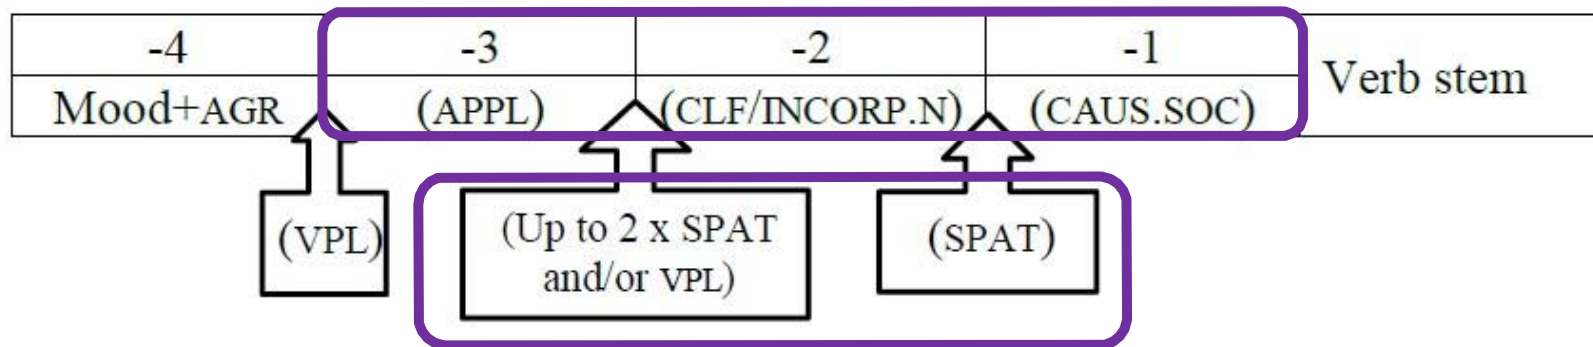 -4 -3 -2 -1 Verb stem
Mood+AGR (APPL) (CLF/INCORP.N) (CAUS.SOC)
(VPL) (Up to 2 x SPAT (SPAT)
and/or VPL)